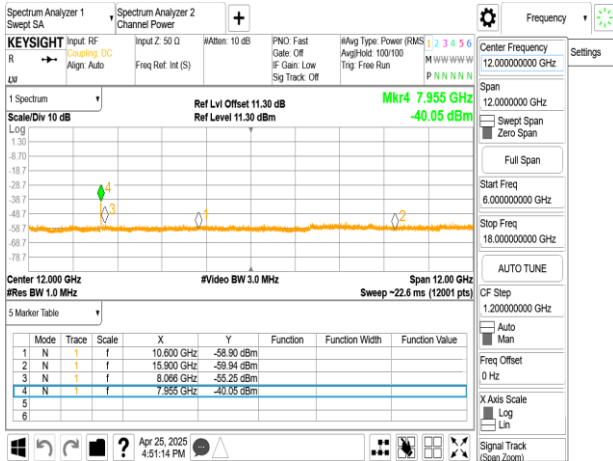 Spectrum Analyzer 1
Swept SA
Spectrum Analyzer 2
Channel Power
+
Frequency
Settings
KEYSIGHT
R
LXI
Input: RF
Coupling: DC
Align: Auto
Input Z: 50 Ω
Freq Ref: Int (S)
#Atten: 10 dB
PNO: Fast
Gate: Off
IF Gain: Low
Sig Track: Off
#Avg Type: Power (RMS
Avg|Hold: 100/100
Trig: Free Run
1 2 3 4 5 6
M W W W W W
P N N N N N
1 Spectrum
Scale/Div 10 dB
Ref Lvl Offset 11.30 dB
Ref Level 11.30 dBm
Mkr4 7.955 GHz
-40.05 dBm
Log
1.30
-8.70
-18.7
-28.7
-38.7
-48.7
-58.7
-68.7
-78.7
4
3
1
2
Center 12.000 GHz
#Res BW 1.0 MHz
#Video BW 3.0 MHz
Span 12.00 GHz
Sweep ~22.6 ms (12001 pts)
5 Marker Table
Mode Trace Scale X Y Function Function Width Function Value
1 N 1 f 10.600 GHz -58.90 dBm
2 N 1 f 15.900 GHz -59.94 dBm
3 N 1 f 8.066 GHz -55.25 dBm
4 N 1 f 7.955 GHz -40.05 dBm
5
6
?
Apr 25, 2025
4:51:14 PM
Center Frequency
12.000000000 GHz
Span
12.0000000 GHz
Swept Span
Zero Span
Full Span
Start Freq
6.000000000 GHz
Stop Freq
18.000000000 GHz
AUTO TUNE
CF Step
1.200000000 GHz
Auto
Man
Freq Offset
0 Hz
X Axis Scale
Log
Lin
Signal Track
(Span Zoom)